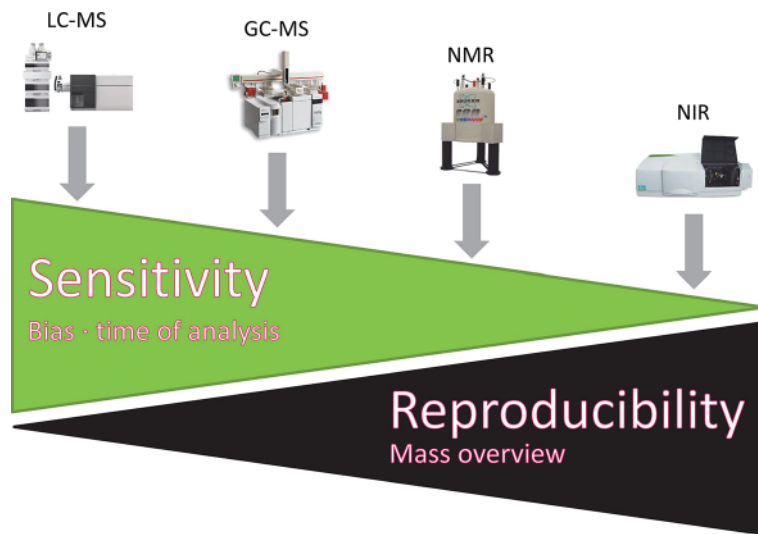 LC-MS
GC-MS
NMR
NIR
Sensitivity
Bias · time of analysis
Reproducibility
Mass overview